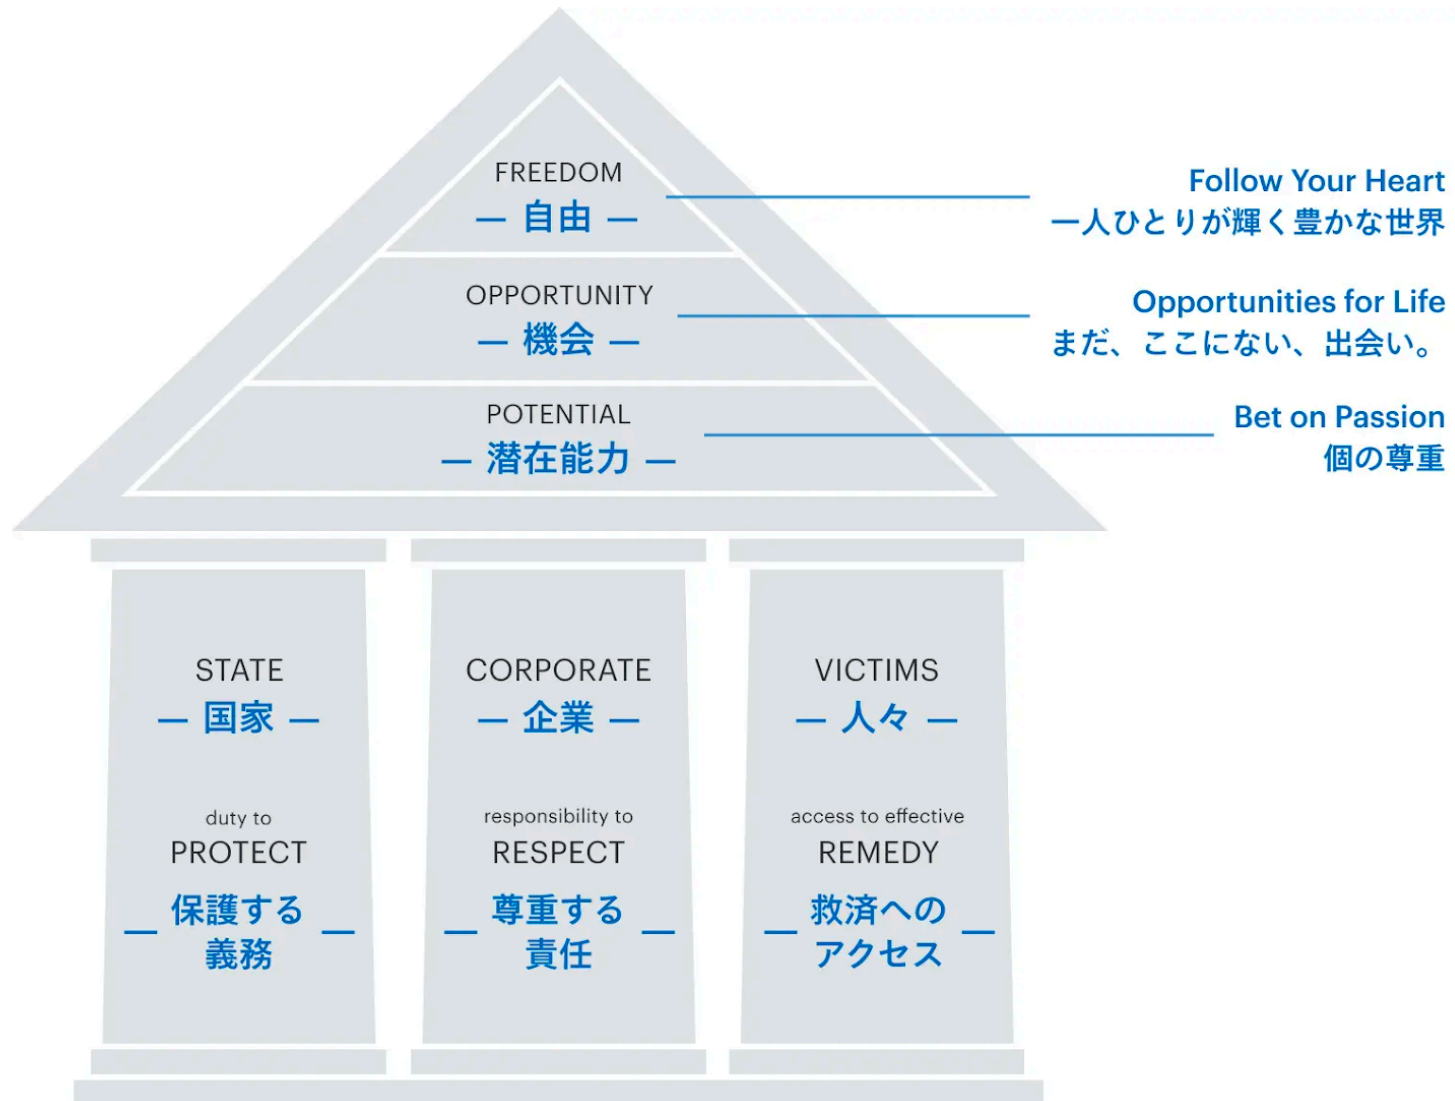 FREEDOM
— 自由 —
Follow Your Heart
一人ひとりが輝く豊かな世界
OPPORTUNITY
— 機会 —
Opportunities for Life
まだ、ここにない、出会い。
POTENTIAL
— 潜在能力 —
Bet on Passion
個の尊重
STATE
— 国家 —
duty to
PROTECT
— 保護する
義務 —
CORPORATE
— 企業 —
responsibility to
RESPECT
— 尊重する
責任 —
VICTIMS
— 人々 —
access to effective
REMEDY
— 救済への
アクセス —